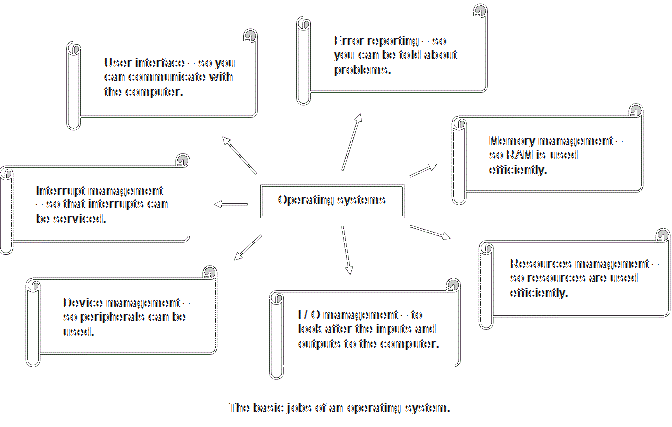 User interface - so you
can communicate with
the computer.
Error reporting - so
you can be told about
problems.
Memory management -
so RAM is used
efficiently.
Interrupt management
- so that interrupts can
be serviced.
Operating systems
Resources management -
so resources are used
efficiently.
Device management -
so peripherals can be
used.
I/O management - to
look after the inputs and
outputs to the computer.
The basic jobs of an operating system.